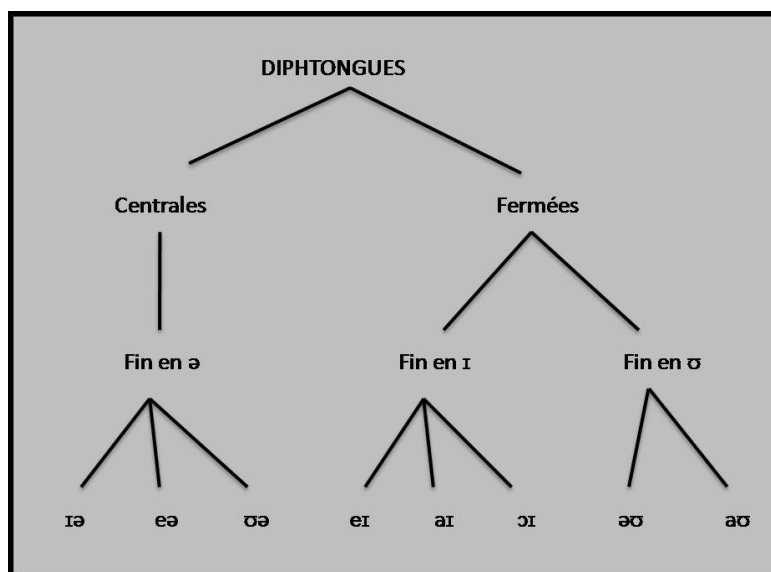 DIPHTONGUES
Centrales Fermées
Fin en ə Fin en ɪ Fin en ʊ
ɪə eə ʊə eɪ aɪ ɔɪ əʊ aʊ